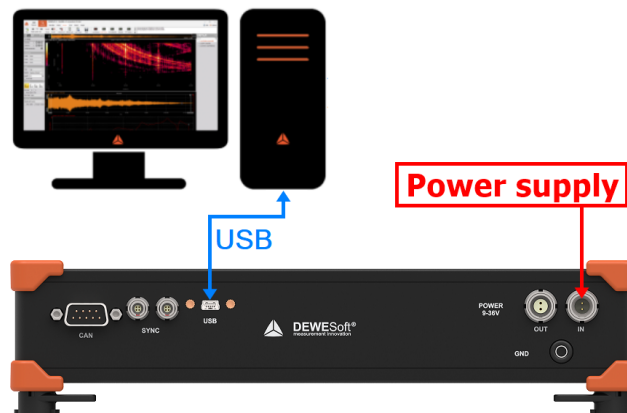 Power supply
USB
CAN
SYNC
USB
DEWESoft®
measurement innovation
POWER
9-36V
OUT
IN
GND